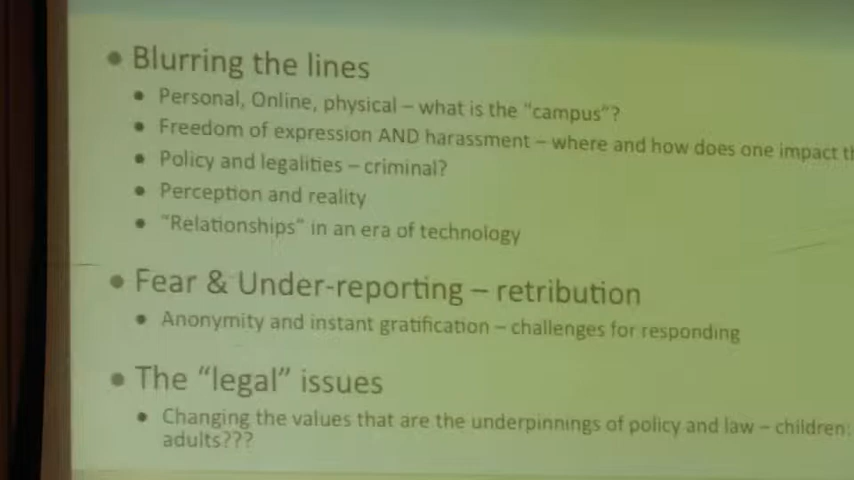 • Blurring the lines
• Personal, Online, physical – what is the "campus"?
• Freedom of expression AND harassment – where and how does one impact
• Policy and legalities – criminal?
• Perception and reality
• "Relationships" in an era of technology
• Fear & Under-reporting – retribution
• Anonymity and instant gratification – challenges for responding
• The "legal" issues
• Changing the values that are the underpinnings of policy and law – children:
adults???